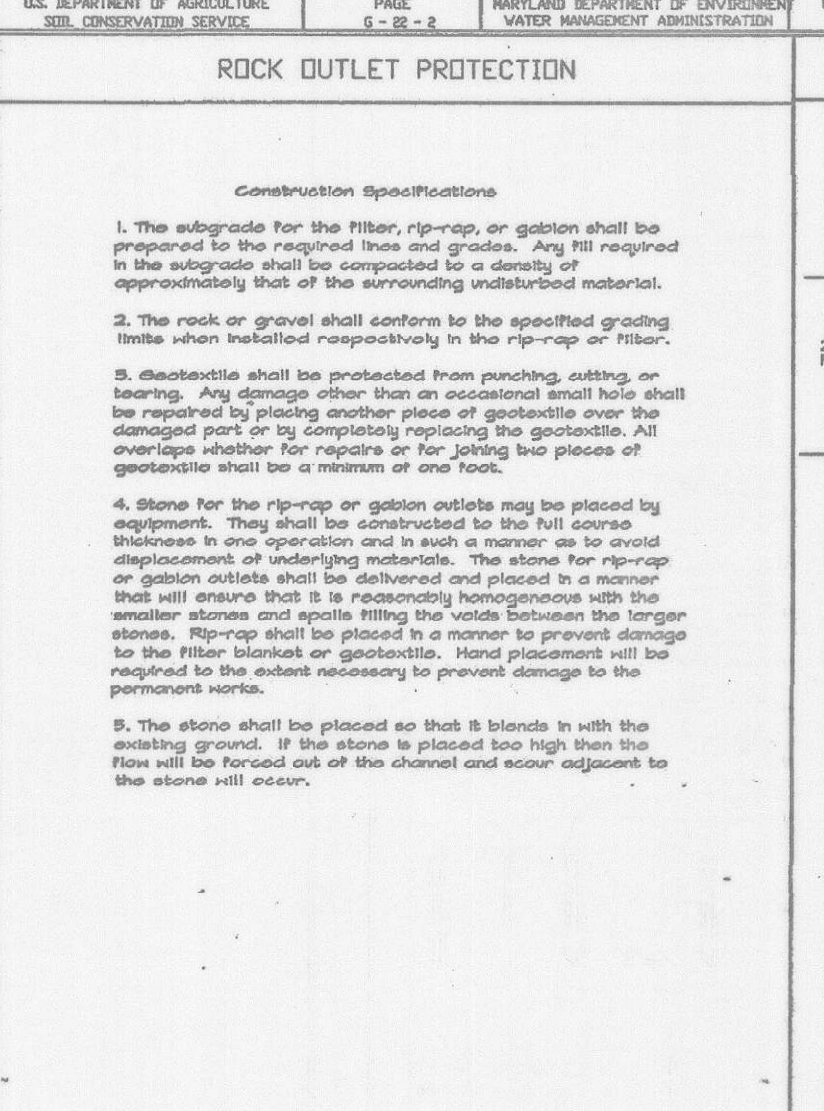 U.S. DEPARTMENT OF AGRICULTURE
SOIL CONSERVATION SERVICE
PAGE
G - 22 - 2
MARYLAND DEPARTMENT OF ENVIRONMENT
WATER MANAGEMENT ADMINISTRATION
ROCK OUTLET PROTECTION
Construction Specifications
1. The subgrade for the filter, rip-rap, or gabion shall be
prepared to the required lines and grades. Any fill required
in the subgrade shall be compacted to a density of
approximately that of the surrounding undisturbed material.
2. The rock or gravel shall conform to the specified grading
limits when installed respectively in the rip-rap or filter.
3. Geotextile shall be protected from punching, cutting, or
tearing. Any damage other than an occasional small hole shall
be repaired by placing another piece of geotextile over the
damaged part or by completely replacing the geotextile. All
overlaps whether for repairs or for joining two pieces of
geotextile shall be a minimum of one foot.
4. Stone for the rip-rap or gabion outlets may be placed by
equipment. They shall be constructed to the full course
thickness in one operation and in such a manner as to avoid
displacement of underlying materials. The stone for rip-rap
or gabion outlets shall be delivered and placed in a manner
that will ensure that it is reasonably homogeneous with the
smaller stones and spalls filling the voids between the larger
stones. Rip-rap shall be placed in a manner to prevent damage
to the filter blanket or geotextile. Hand placement will be
required to the extent necessary to prevent damage to the
permanent works.
5. The stone shall be placed so that it blends in with the
existing ground. If the stone is placed too high then the
flow will be forced out of the channel and scour adjacent to
the stone will occur.